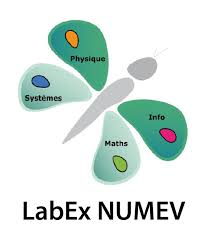 Physique
Systèmes
Info
Maths
LabEx NUMEV